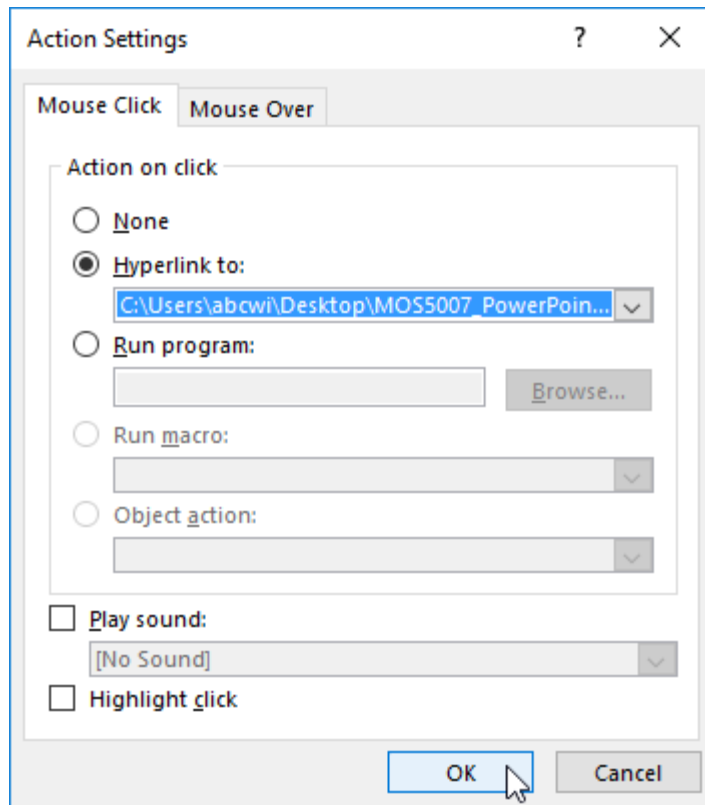 Action Settings ?
Mouse Click Mouse Over
Action on click
None
Hyperlink to:
C:\Users\abcwi\Desktop\MOS5007_PowerPoin...
Run program:
Browse...
Run macro:
Object action:
Play sound:
[No Sound]
Highlight click
OK Cancel